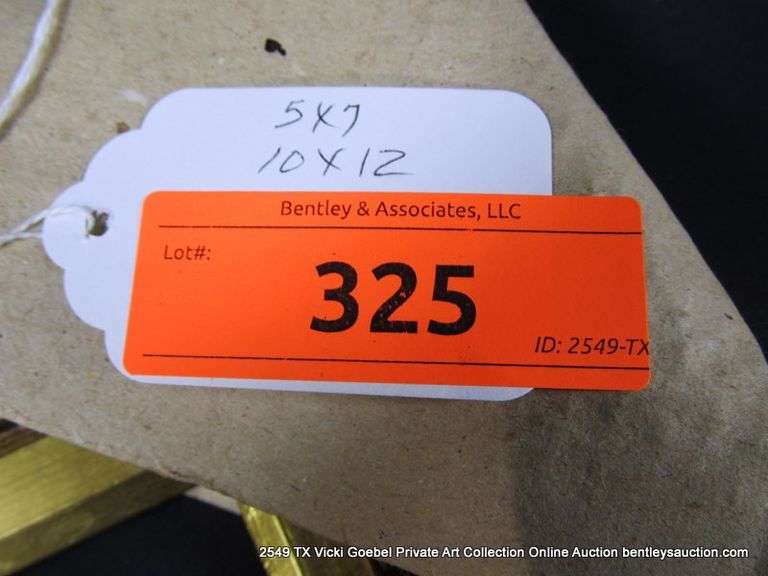 5X7
10X12
Bentley & Associates, LLC
Lot#:
325
ID: 2549-TX
2549 TX Vicki Goebel Private Art Collection Online Auction bentleysauction.com